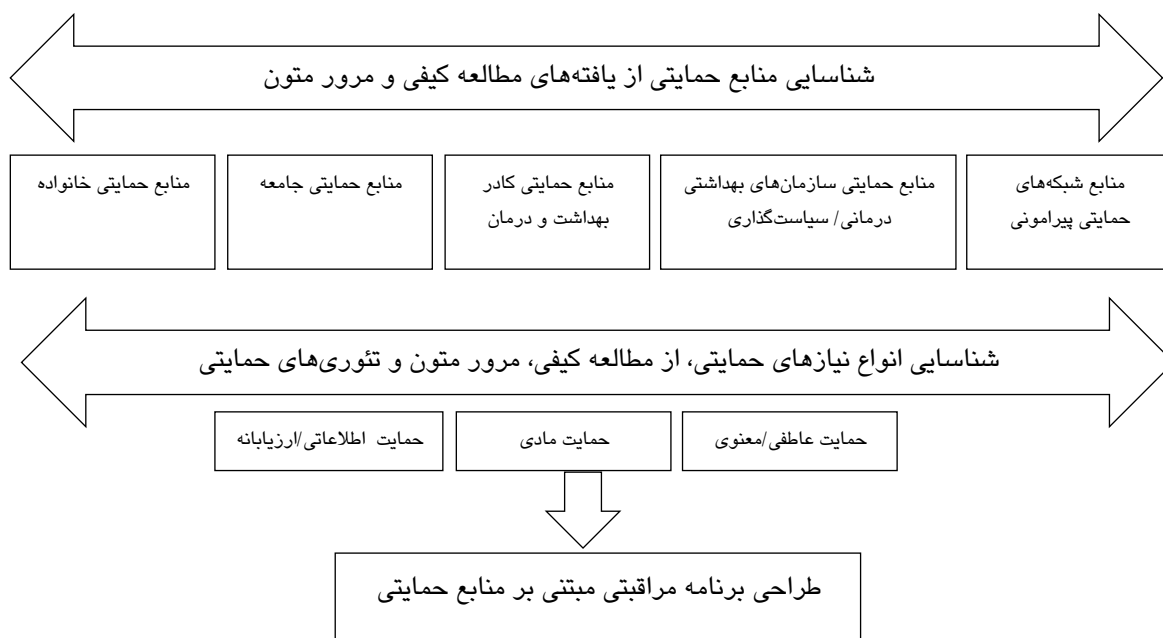 شناسایی منابع حمایتی از یافته‌های مطالعه کیفی و مرور متون
منابع شبکه‌های
حمایتی پیرامونی
منابع حمایتی سازمان‌های بهداشتی
درمانی/ سیاست‌گذاری
منابع حمایتی کادر
بهداشت و درمان
منابع حمایتی جامعه
منابع حمایتی خانواده
شناسایی انواع نیازهای حمایتی، از مطالعه کیفی، مرور متون و تئوری‌های حمایتی
حمایت عاطفی/معنوی
حمایت مادی
حمایت اطلاعاتی/ارزیابانه
طراحی برنامه مراقبتی مبتنی بر منابع حمایتی